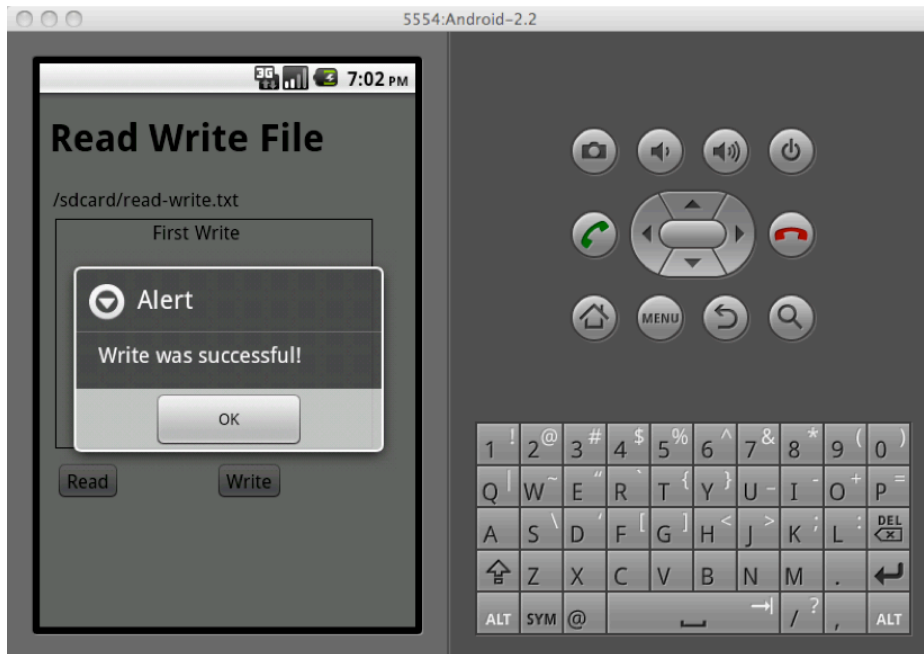 5554:Android-2.2
3G 7:02 PM
Read Write File
/sdcard/read-write.txt
First Write
Alert
Write was successful!
OK
Read Write
MENU
1 ! 2 @ 3 # 4 $ 5 % 6 ^ 7 & 8 * 9 ( 0 )
Q | W ~ E " R ` T { Y } U _ I - O + P =
A S \ D ' F [ G ] H < J > K ; L : DEL
Z X C V B N M .
ALT SYM @ / ? , ALT